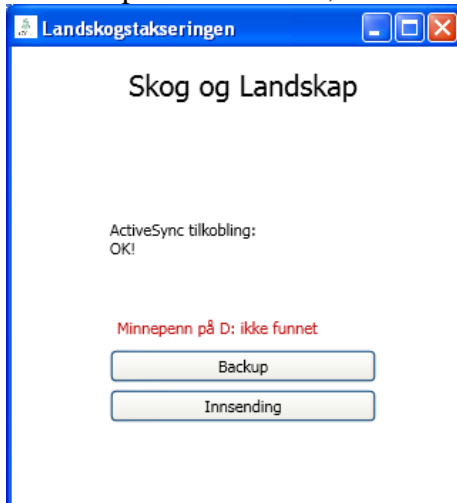 Landskogstakseringen
Skog og Landskap
ActiveSync tilkobling:
OK!
Minnepenn på D: ikke funnet
Backup
Innsending